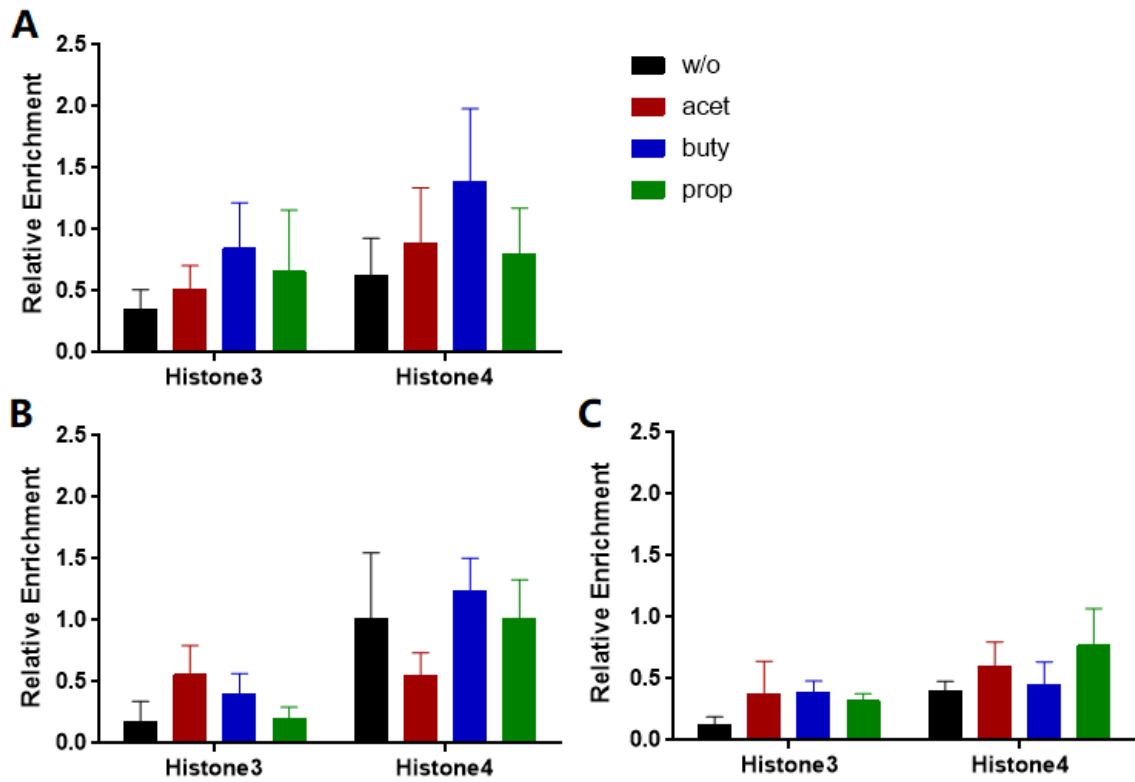 A
Relative Enrichment
2.5
2.0
1.5
1.0
0.5
0.0
Histone3 Histone4
w/o
acet
buty
prop
B
Relative Enrichment
2.5
2.0
1.5
1.0
0.5
0.0
Histone3 Histone4
C
Relative Enrichment
2.5
2.0
1.5
1.0
0.5
0.0
Histone3 Histone4